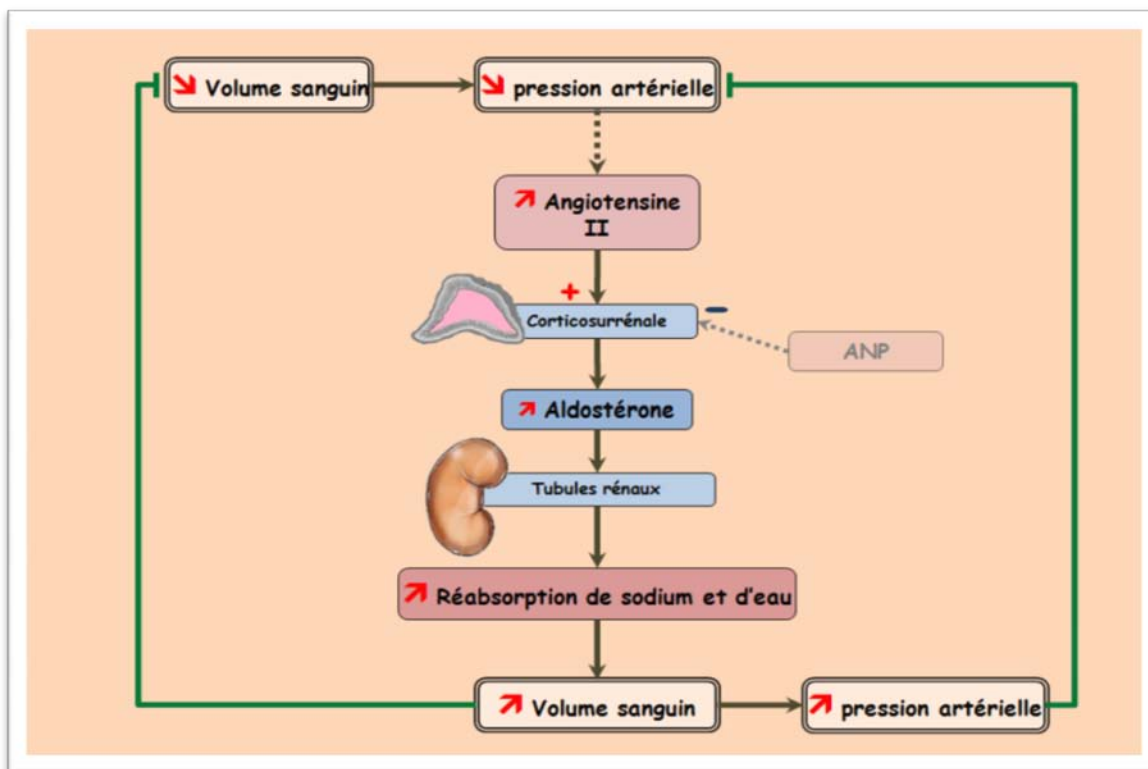 Volume sanguin
pression artérielle
Angiotensine
II
+
Corticosurrénale
−
ANP
Aldostérone
Tubules rénaux
Réabsorption de sodium et d'eau
Volume sanguin
pression artérielle